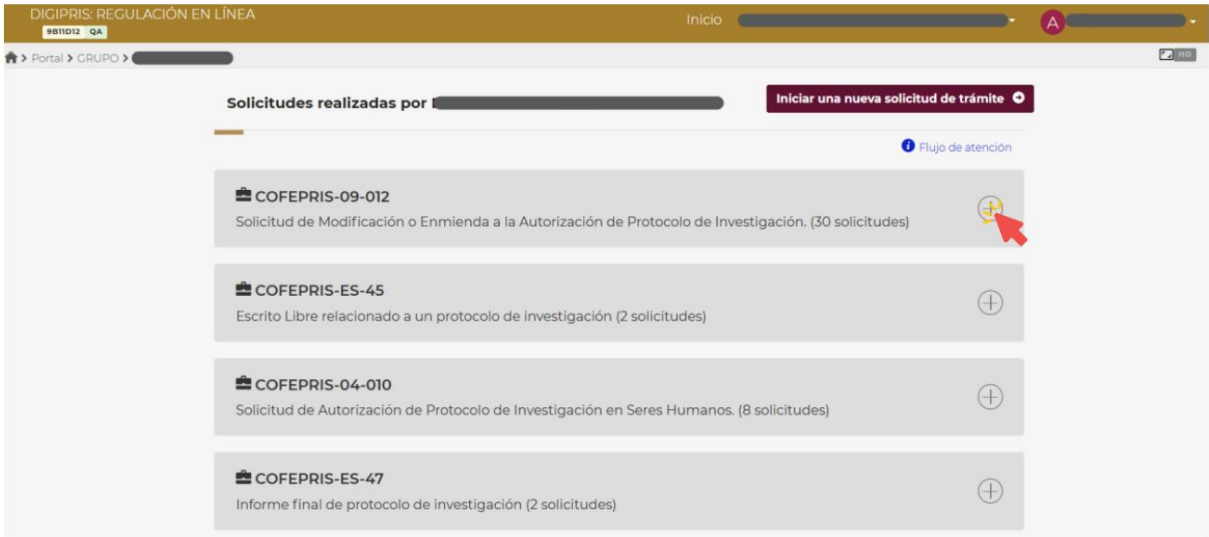 DIGIPRIS: REGULACIÓN EN LÍNEA
9B11D12 QA
Inicio
A
> Portal > GRUPO >
HD
Solicitudes realizadas por
Iniciar una nueva solicitud de trámite
Flujo de atención
COFEPRIS-09-012
Solicitud de Modificación o Enmienda a la Autorización de Protocolo de Investigación. (30 solicitudes)
COFEPRIS-ES-45
Escrito Libre relacionado a un protocolo de investigación (2 solicitudes)
COFEPRIS-04-010
Solicitud de Autorización de Protocolo de Investigación en Seres Humanos. (8 solicitudes)
COFEPRIS-ES-47
Informe final de protocolo de investigación (2 solicitudes)